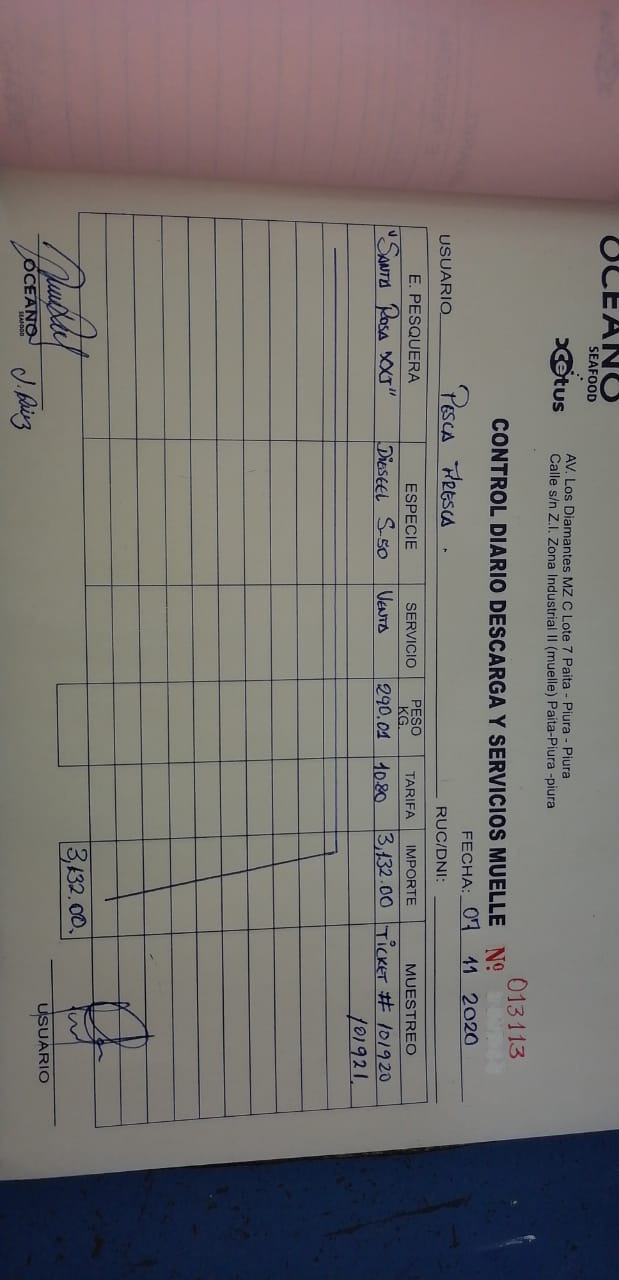 OCEANO
SEAFOOD
xcetus
AV. Los Diamantes MZ C Lote 7 Paita - Piura - Piura
Calle s/n Z.I. Zona Industrial II (muelle) Paita-Piura -piura
CONTROL DIARIO DESCARGA Y SERVICIOS MUELLE Nº 013113
FECHA: 07 11 2020
USUARIO PESCA FRESCA. RUC/DNI:
E. PESQUERA ESPECIE SERVICIO PESO KG. TARIFA IMPORTE MUESTREO
"SANTA ROSA XXI" DIESEL S-50 VENTA 290.01 10.80 3,132.00 TICKET # 101920
101921.
3,132.00.
OCEANO
SEAFOOD
USUARIO